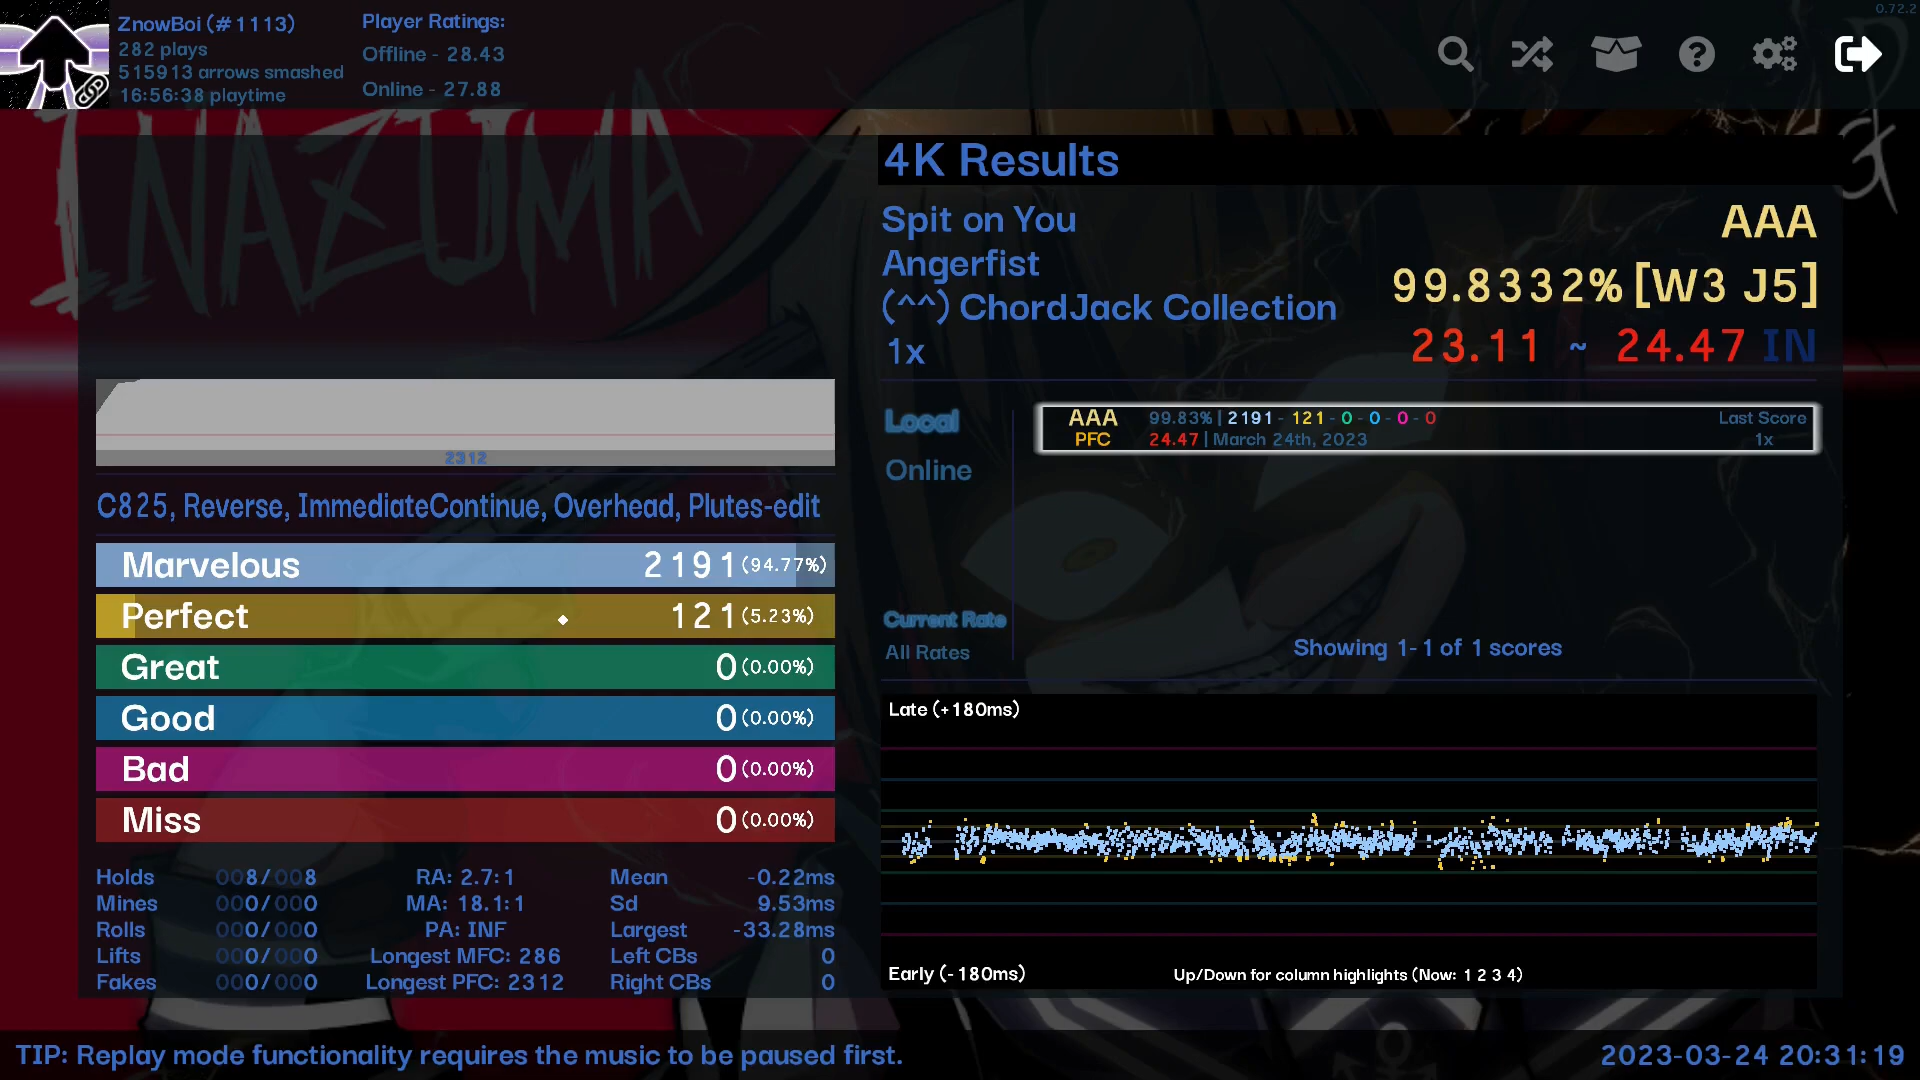 ZnowBoi (#1113)
282 plays
515913 arrows smashed
16:56:38 playtime
Player Ratings:
Offline - 28.43
Online - 27.88
0.72.2
INAZUMA
4K Results
Spit on You
Angerfist
(^^) ChordJack Collection
1x
AAA
99.8332% [W3 J5]
23.11 ~ 24.47 IN
2312
C825, Reverse, ImmediateContinue, Overhead, Plutes-edit
Marvelous 2191 (94.77%)
Perfect 121 (5.23%)
Great 0 (0.00%)
Good 0 (0.00%)
Bad 0 (0.00%)
Miss 0 (0.00%)
Holds 008/008
Mines 000/000
Rolls 000/000
Lifts 000/000
Fakes 000/000
RA: 2.7:1
MA: 18.1:1
PA: INF
Longest MFC: 286
Longest PFC: 2312
Mean -0.22ms
Sd 9.53ms
Largest -33.28ms
Left CBs 0
Right CBs 0
Local
Online
Current Rate
All Rates
AAA 99.83% | 2191 - 121 - 0 - 0 - 0 - 0 Last Score
PFC 24.47 | March 24th, 2023 1x
Showing 1-1 of 1 scores
Late (+180ms)
Early (-180ms)
Up/Down for column highlights (Now: 1 2 3 4)
TIP: Replay mode functionality requires the music to be paused first.
2023-03-24 20:31:19